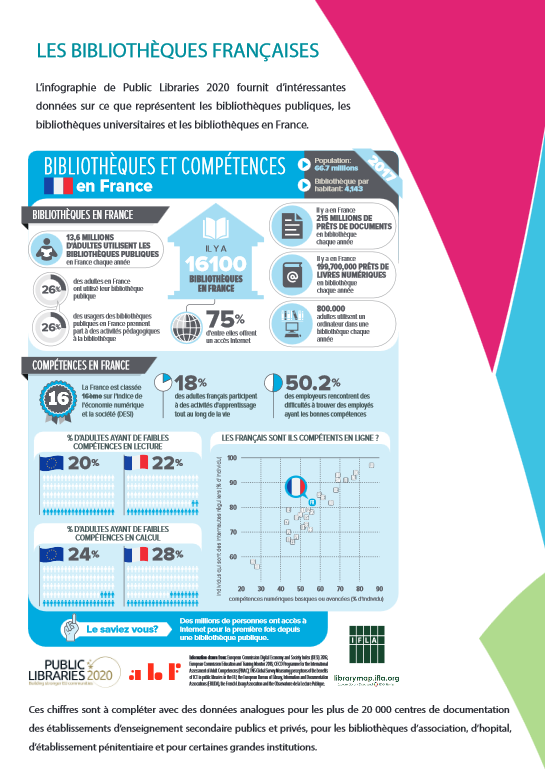 LES BIBLIOTHÈQUES FRANÇAISES
L'infographie de Public Libraries 2020 fournit d'intéressantes
données sur ce que représentent les bibliothèques publiques, les
bibliothèques universitaires et les bibliothèques en France.
BIBLIOTHÈQUES ET COMPÉTENCES
en France
Population:
66.7 millions
Bibliothèque par
habitant: 4,143
2017
BIBLIOTHÈQUES EN FRANCE
13,6 MILLIONS
D'ADULTES UTILISENT LES
BIBLIOTHÈQUES PUBLIQUES
en France chaque année
26%
des adultes en France
ont utilisé leur bibliothèque
publique
26%
des usagers des bibliothèques
publiques en France prennent
part à des activités pédagogiques
à la bibliothèque
IL Y A
16100
BIBLIOTHÈQUES
EN FRANCE
75%
d'entre elles offrent
un accès Internet
Il y a en France
215 MILLIONS DE
PRÊTS DE DOCUMENTS
en bibliothèque
chaque année
Il y a en France
199,700,000 PRÊTS DE
LIVRES NUMÉRIQUES
en bibliothèque
chaque année
800.000
adultes utilisent un
ordinateur dans une
bibliothèque chaque
année
COMPÉTENCES EN FRANCE
16
La France est classée
16ème sur l'indice de
l'économie numérique
et la société (DESI)
18%
des adultes français participent
à des activités d'apprentissage
tout au long de la vie
50.2%
des employeurs rencontrent des
difficultés à trouver des employés
ayant les bonnes compétences
% D'ADULTES AYANT DE FAIBLES
COMPÉTENCES EN LECTURE
20%
22%
% D'ADULTES AYANT DE FAIBLES
COMPÉTENCES EN CALCUL
24%
28%
LES FRANÇAIS SONT ILS COMPÉTENTS EN LIGNE ?
100
90
80
70
60
20 30 40 50 60 70 80 90
compétences numériques basiques ou avancées (% d'individu)
Le saviez vous?
Des millions de personnes ont accès à
Internet pour la première fois depuis
une bibliothèque publique.
PUBLIC
LIBRARIES 2020
abf
IFLA
librarymap.ifla.org
Ces chiffres sont à compléter avec des données analogues pour les plus de 20 000 centres de documentation
des établissements d'enseignement secondaire publics et privés, pour les bibliothèques d'association, d'hopital,
d'établissement pénitentiaire et pour certaines grandes institutions.